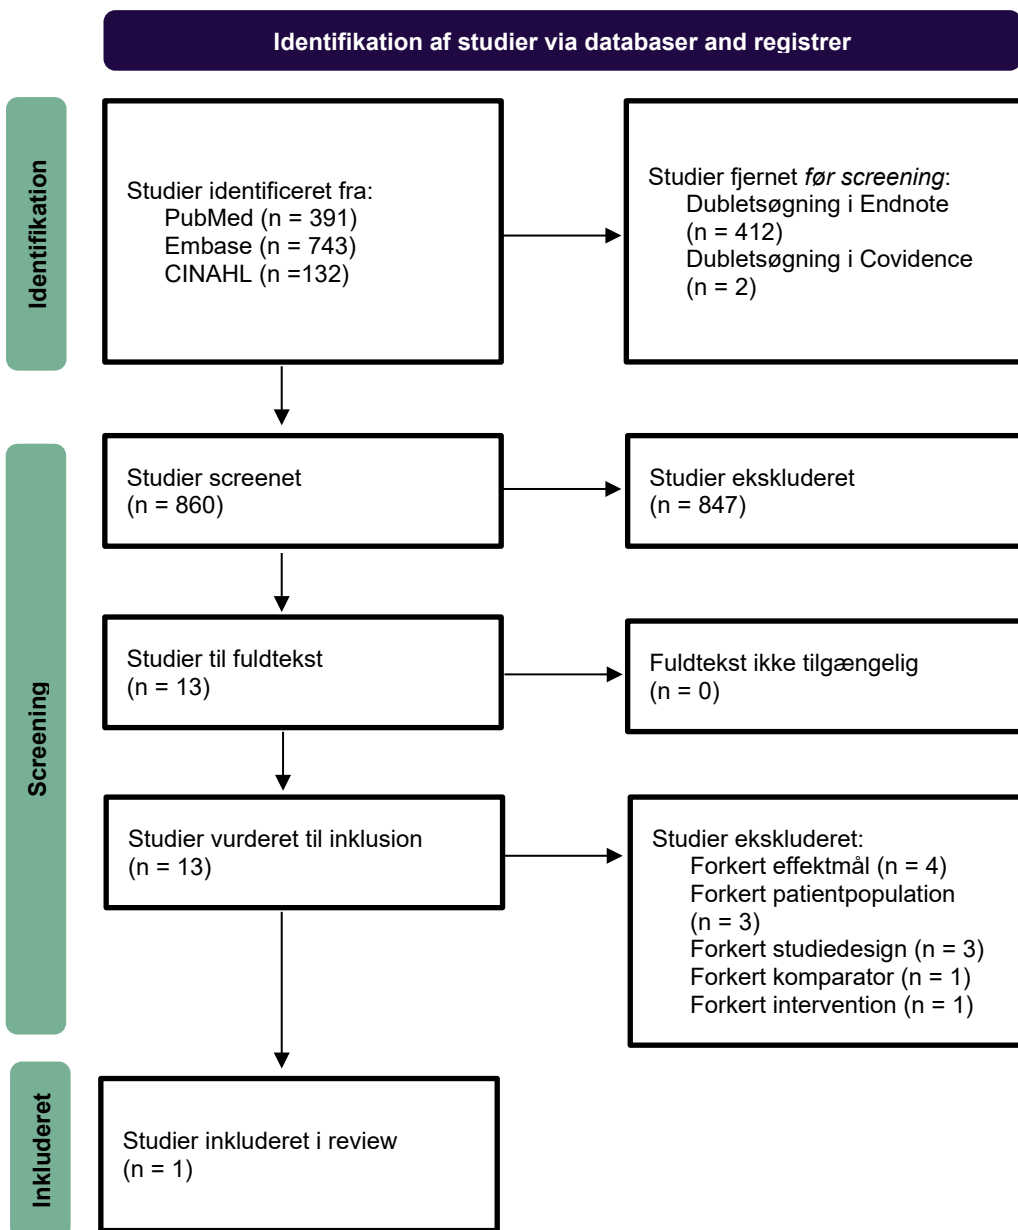 Identifikation af studier via databaser and registrer
Identifikation
Studier identificeret fra:
PubMed (n = 391)
Embase (n = 743)
CINAHL (n =132)
Studier fjernet før screening:
Dubletsøgning i Endnote
(n = 412)
Dubletsøgning i Covidence
(n = 2)
Screening
Studier screenet
(n = 860)
Studier ekskluderet
(n = 847)
Studier til fuldtekst
(n = 13)
Fuldtekst ikke tilgængelig
(n = 0)
Studier vurderet til inklusion
(n = 13)
Studier ekskluderet:
Forkert effektmål (n = 4)
Forkert patientpopulation
(n = 3)
Forkert studiedesign (n = 3)
Forkert komparator (n = 1)
Forkert intervention (n = 1)
Inkluderet
Studier inkluderet i review
(n = 1)